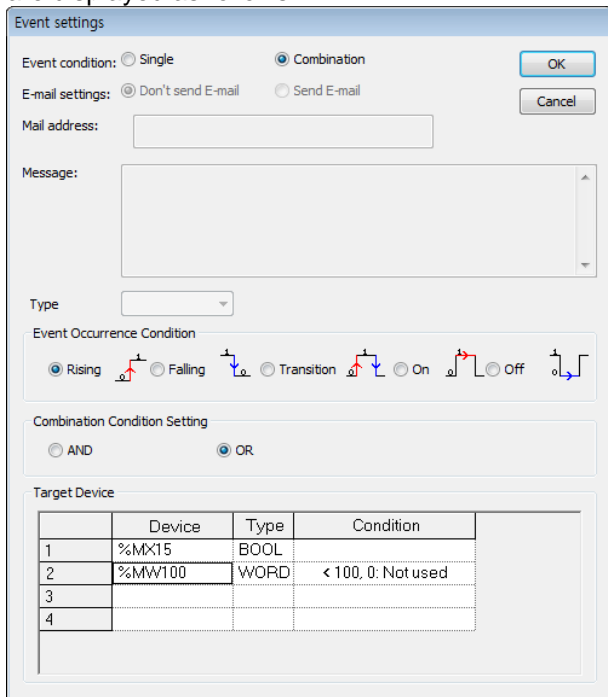 Event settings
Event condition: Single Combination OK
E-mail settings: Don't send E-mail Send E-mail Cancel
Mail address:
Message:
Type
Event Occurrence Condition
Rising Falling Transition On Off
Combination Condition Setting
AND OR
Target Device
Device Type Condition
1 %MX15 BOOL
2 %MW100 WORD < 100, 0: Not used
3
4